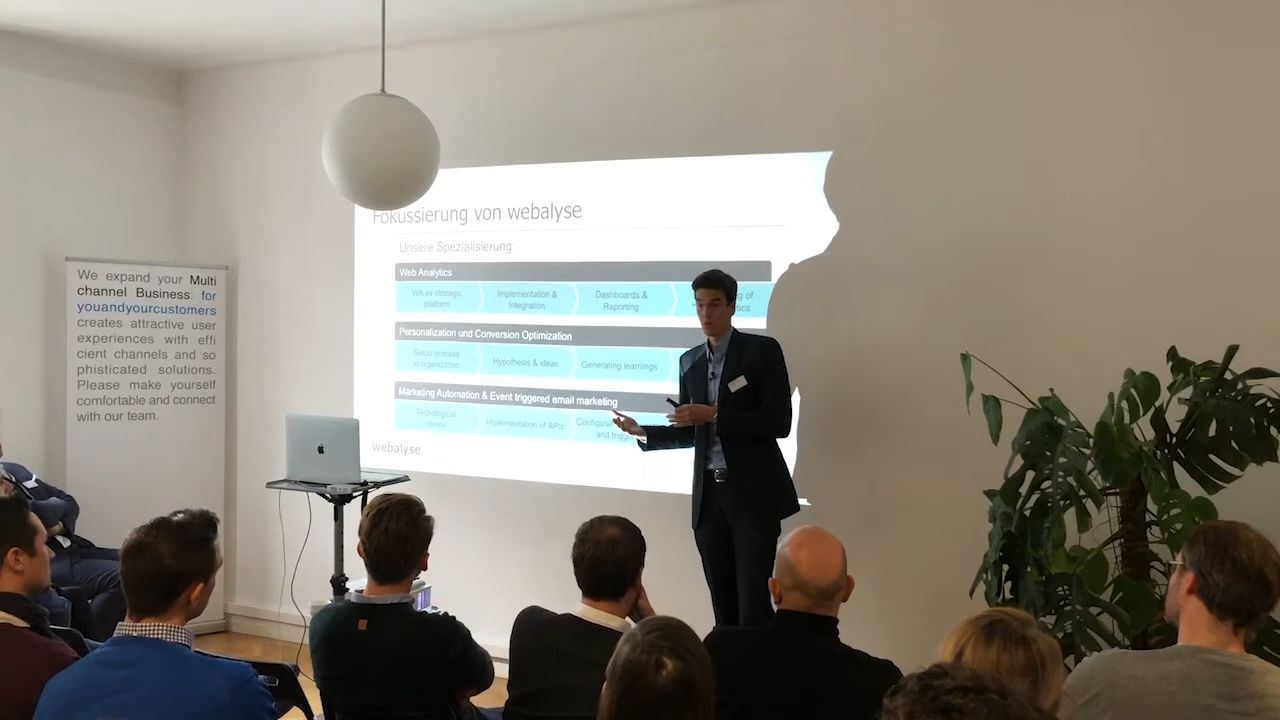 We expand your Multi
channel Business: for
youandyourcustomers
creates attractive user
experiences with effi
cient channels and so
phisticated solutions.
Please make yourself
comfortable and connect
with our team.
Fokussierung von webalyse
Unsere Spezialisierung:
Web Analytics
WA as strategic
platform
Implementation &
Integration
Dashboards &
Reporting
of
Personalization und Conversion Optimization
Setup process
in organization
Hypothesis & ideas
Generating learnings
Marketing Automation & Event triggered email marketing
Technological
review
Implementation of APIs
and
webalyse